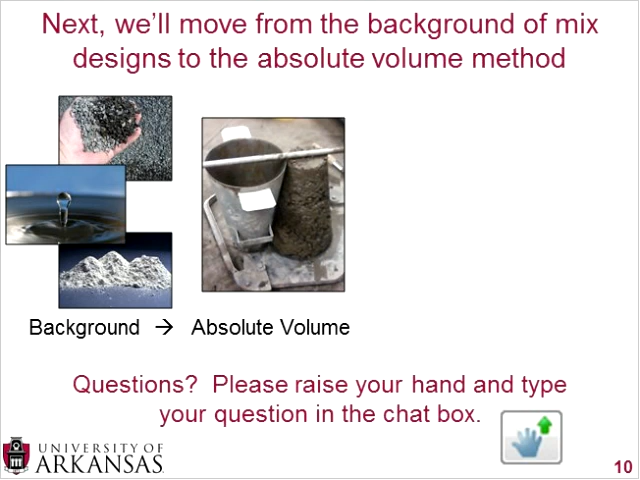 Next, we’ll move from the background of mix
designs to the absolute volume method
Background → Absolute Volume
Questions?  Please raise your hand and type
your question in the chat box.
UNIVERSITY OF
ARKANSAS
10